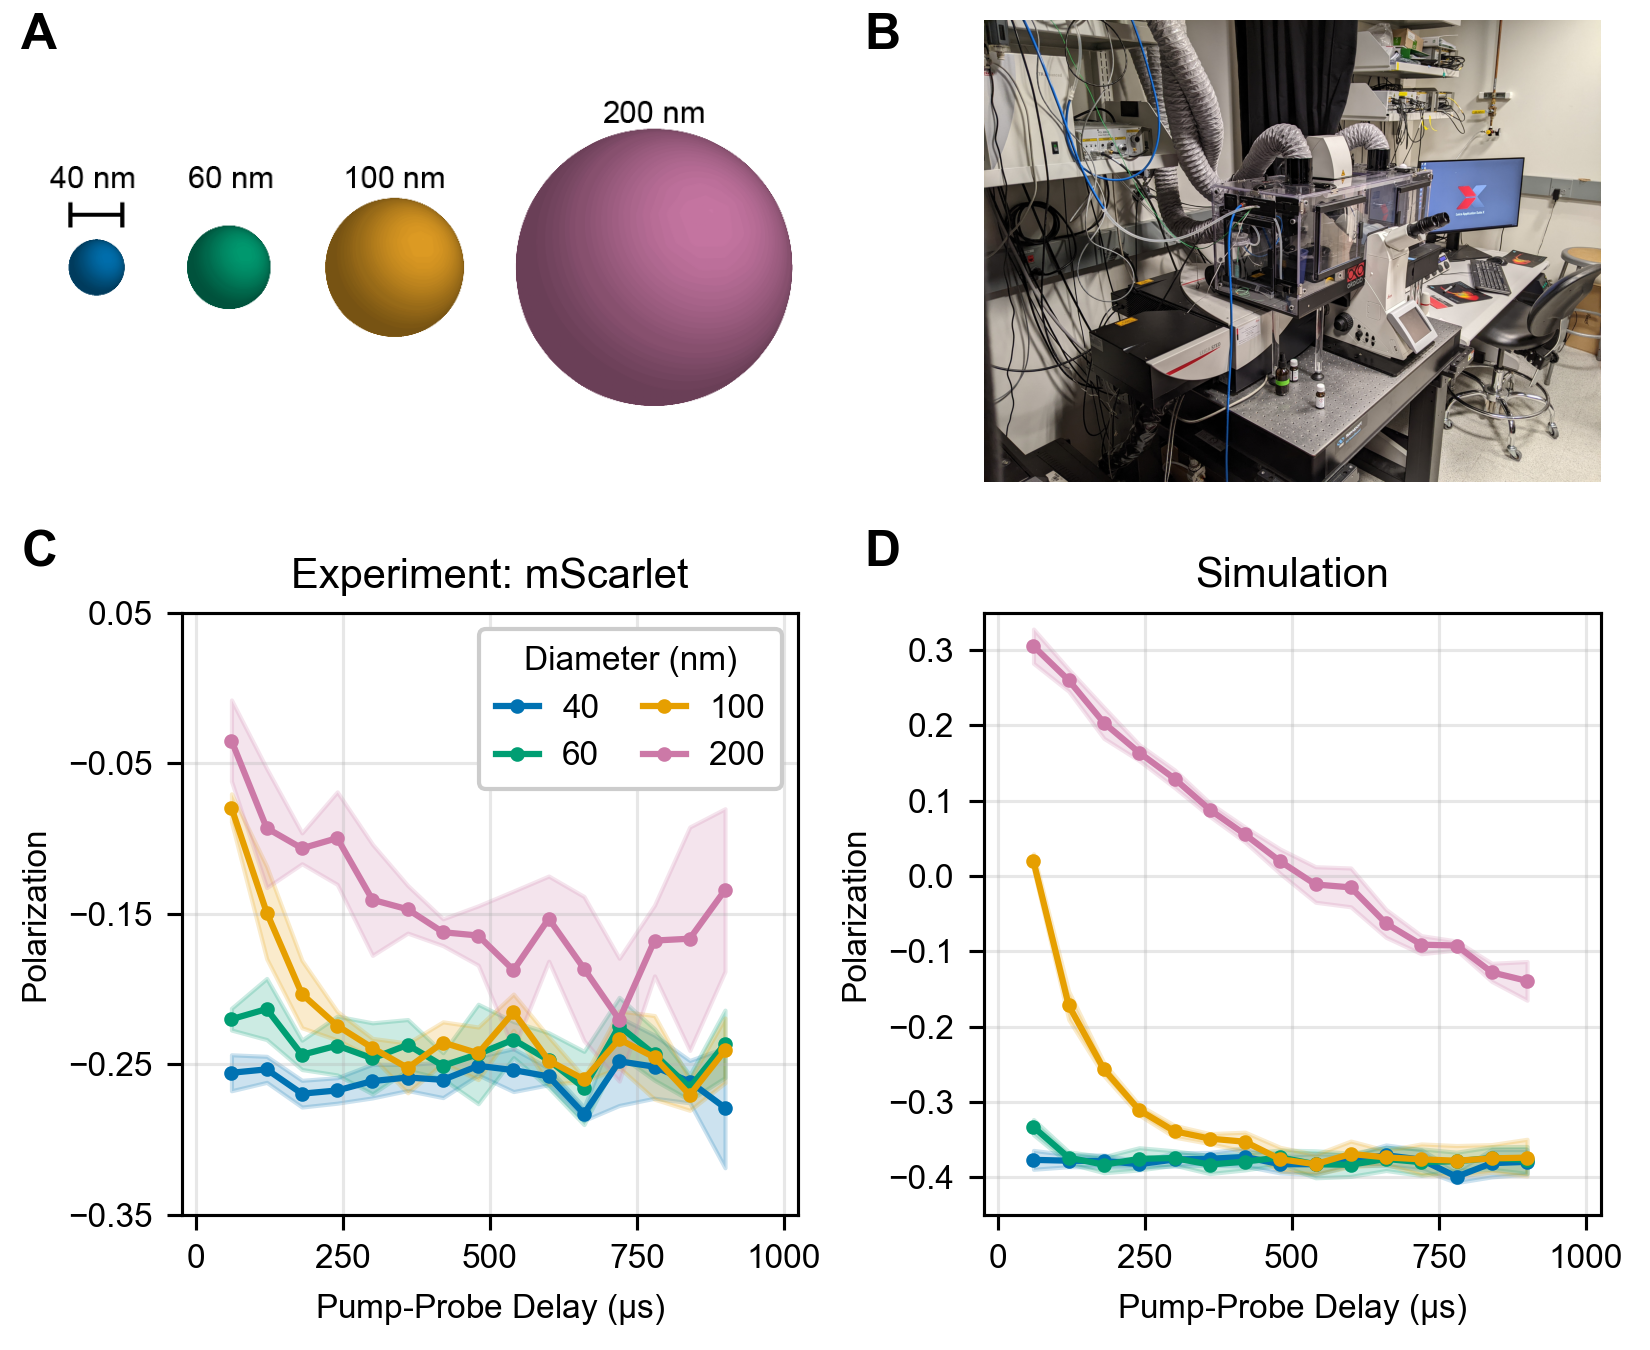 A
B
200 nm
40 nm
60 nm
100 nm
C
D
Experiment: mScarlet
Simulation
0.05
−0.05
−0.15
−0.25
−0.35
Polarization
Diameter (nm)
40
100
60
200
0
250
500
750
1000
Pump-Probe Delay (µs)
0.3
0.2
0.1
0.0
−0.1
−0.2
−0.3
−0.4
Polarization
0
250
500
750
1000
Pump-Probe Delay (µs)